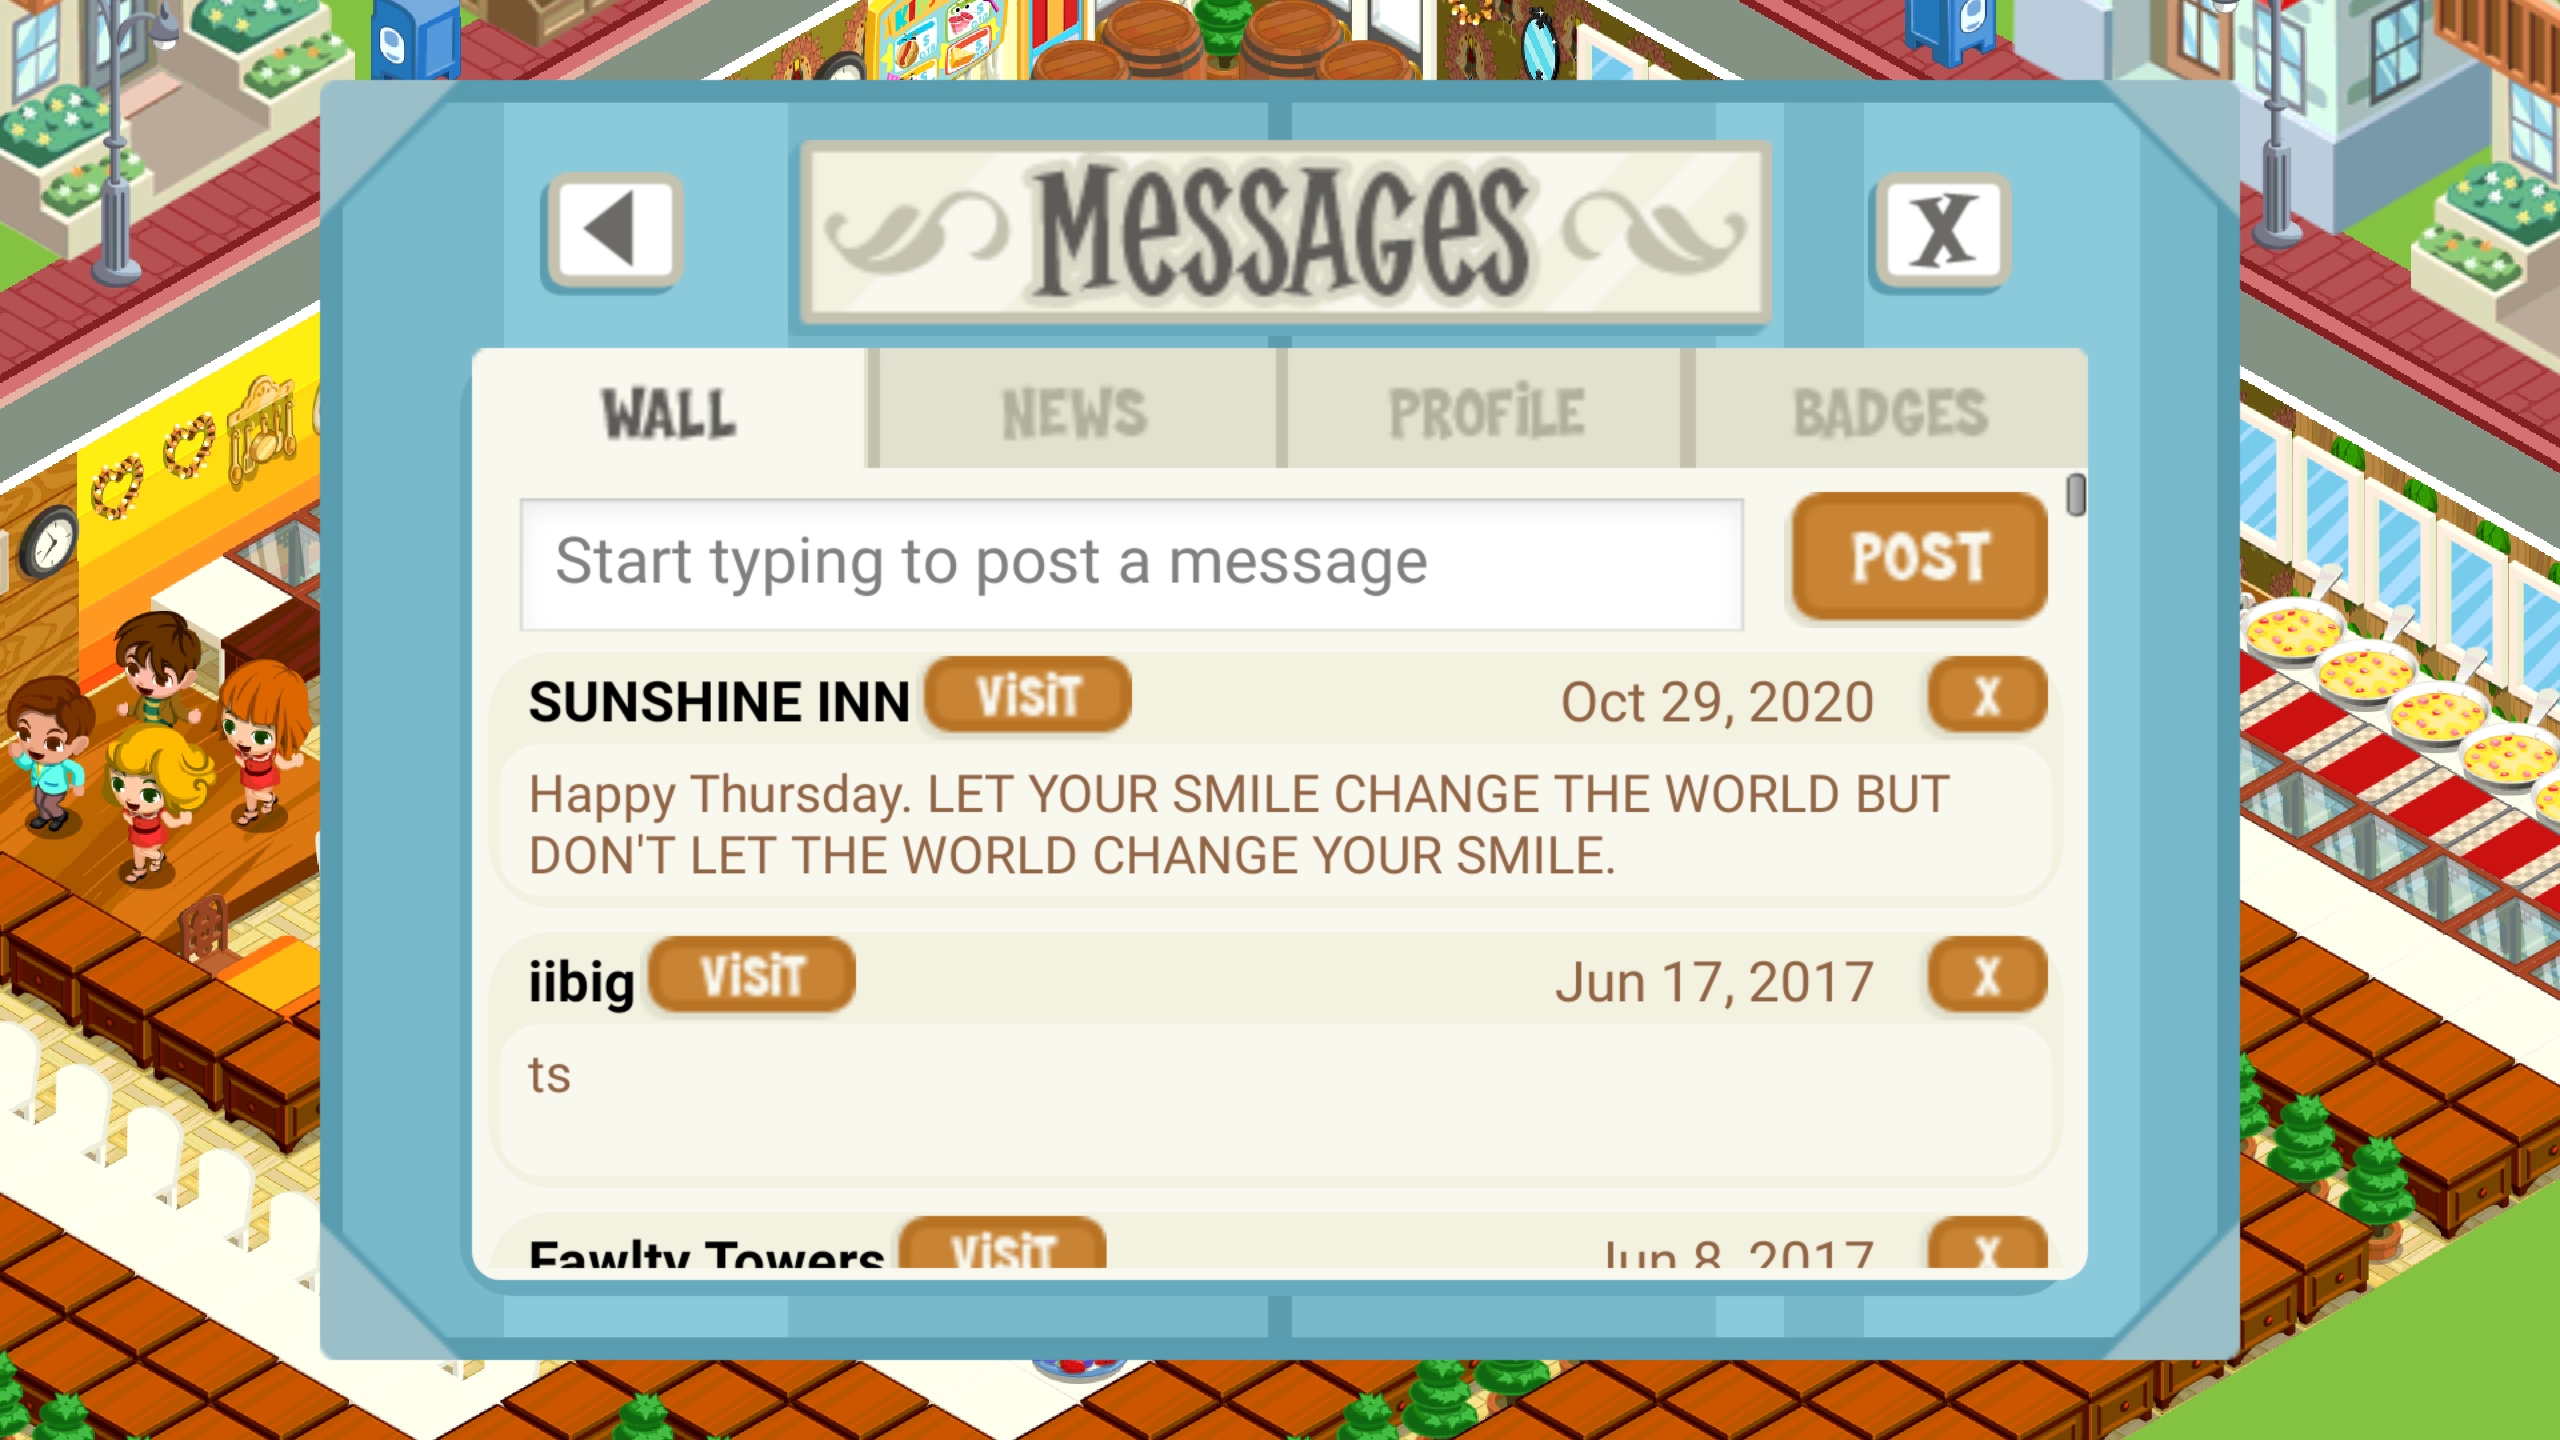 MESSAGES
X
WALL
NEWS
PROFILE
BADGES
Start typing to post a message
POST
SUNSHINE INN
VISIT
Oct 29, 2020
X
Happy Thursday. LET YOUR SMILE CHANGE THE WORLD BUT
DON'T LET THE WORLD CHANGE YOUR SMILE.
iibig
VISIT
Jun 17, 2017
X
ts
Fawlty Towers
VISIT
Jun 8, 2017
X